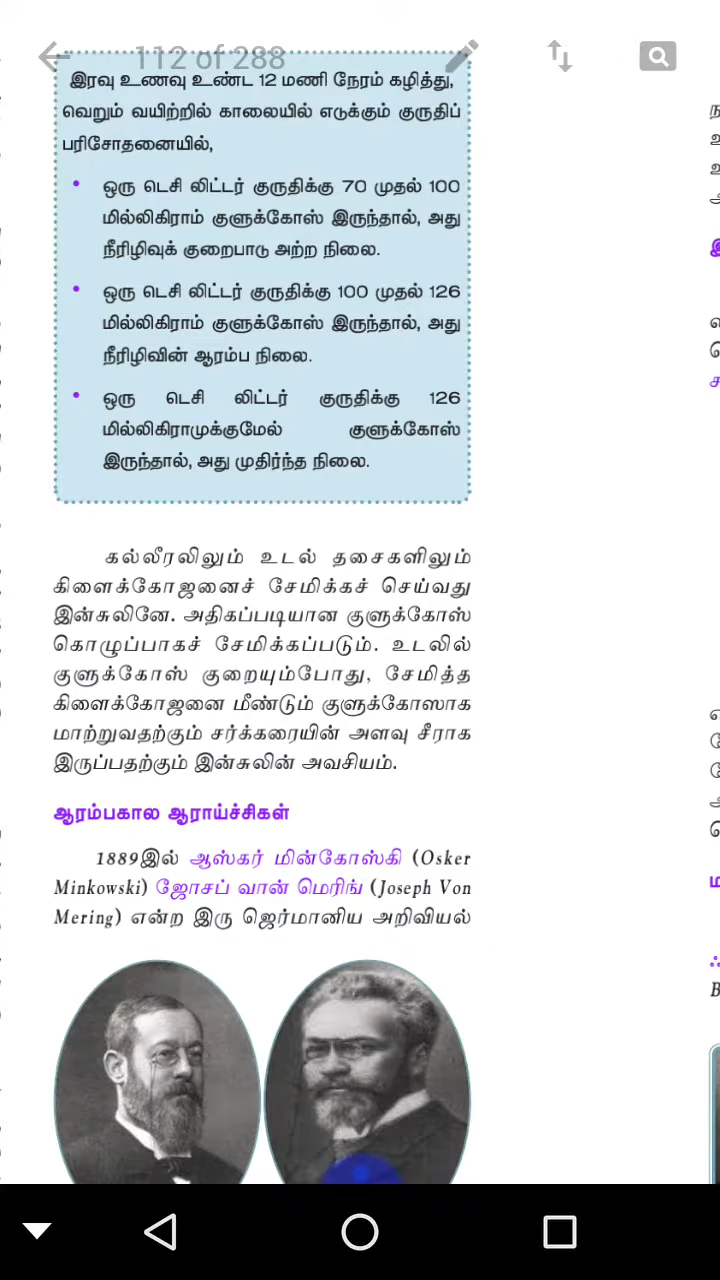 112 of 288
இரவு உணவு உண்ட 12 மணி நேரம் கழித்து,
வெறும் வயிற்றில் காலையில் எடுக்கும் குருதிப்
பரிசோதனையில்,
• ஒரு டெசி லிட்டர் குருதிக்கு 70 முதல் 100
மில்லிகிராம் குளுக்கோஸ் இருந்தால், அது
நீரிழிவுக் குறைபாடு அற்ற நிலை.
• ஒரு டெசி லிட்டர் குருதிக்கு 100 முதல் 126
மில்லிகிராம் குளுக்கோஸ் இருந்தால், அது
நீரிழிவின் ஆரம்ப நிலை.
• ஒரு டெசி லிட்டர் குருதிக்கு 126
மில்லிகிராமுக்குமேல் குளுக்கோஸ்
இருந்தால், அது முதிர்ந்த நிலை.
கல்லீரலிலும் உடல் தசைகளிலும்
கிளைக்கோஜனைச் சேமிக்கச் செய்வது
இன்சுலினே. அதிகப்படியான குளுக்கோஸ்
கொழுப்பாகச் சேமிக்கப்படும். உடலில்
குளுக்கோஸ் குறையும்போது, சேமித்த
கிளைக்கோஜனை மீண்டும் குளுக்கோஸாக
மாற்றுவதற்கும் சர்க்கரையின் அளவு சீராக
இருப்பதற்கும் இன்சுலின் அவசியம்.
ஆரம்பகால ஆராய்ச்சிகள்
1889இல் ஆஸ்கர் மின்கோஸ்கி (Osker
Minkowski) ஜோசப் வான் மெரிங் (Joseph Von
Mering) என்ற இரு ஜெர்மானிய அறிவியல்